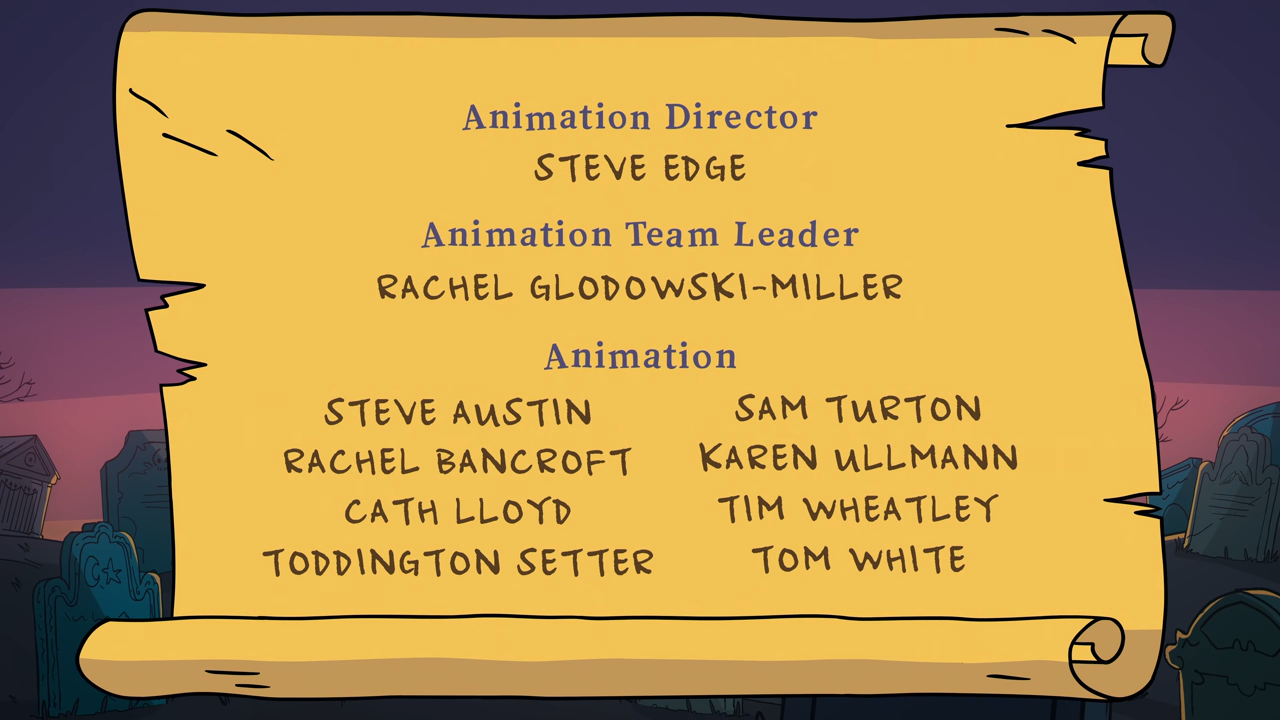 Animation Director
STEVE EDGE
Animation Team Leader
RACHEL GLODOWSKI-MILLER
Animation
STEVE AUSTIN
RACHEL BANCROFT
CATH LLOYD
TODDINGTON SETTER
SAM TURTON
KAREN ULLMANN
TIM WHEATLEY
TOM WHITE